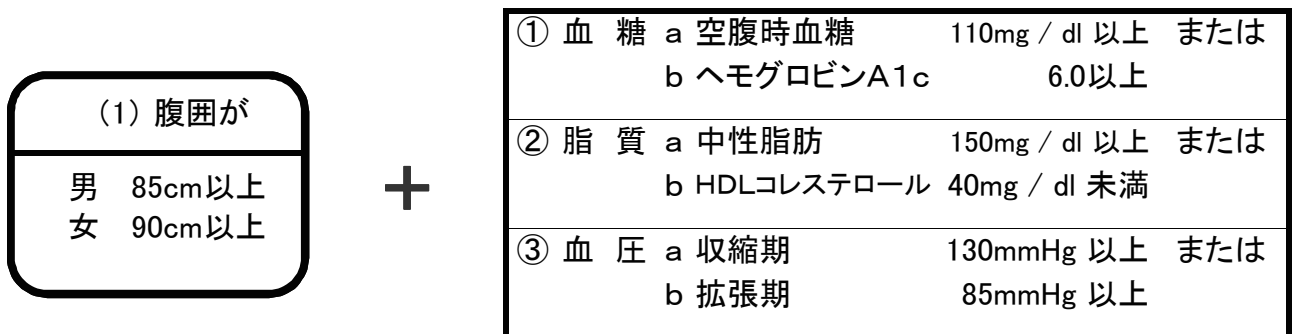 (1) 腹囲が
男 85cm以上
女 90cm以上
+
① 血 糖 a 空腹時血糖 110mg / dl 以上 または
b ヘモグロビンA1c 6.0以上
② 脂 質 a 中性脂肪 150mg / dl 以上 または
b HDLコレステロール 40mg / dl 未満
③ 血 圧 a 収縮期 130mmHg 以上 または
b 拡張期 85mmHg 以上